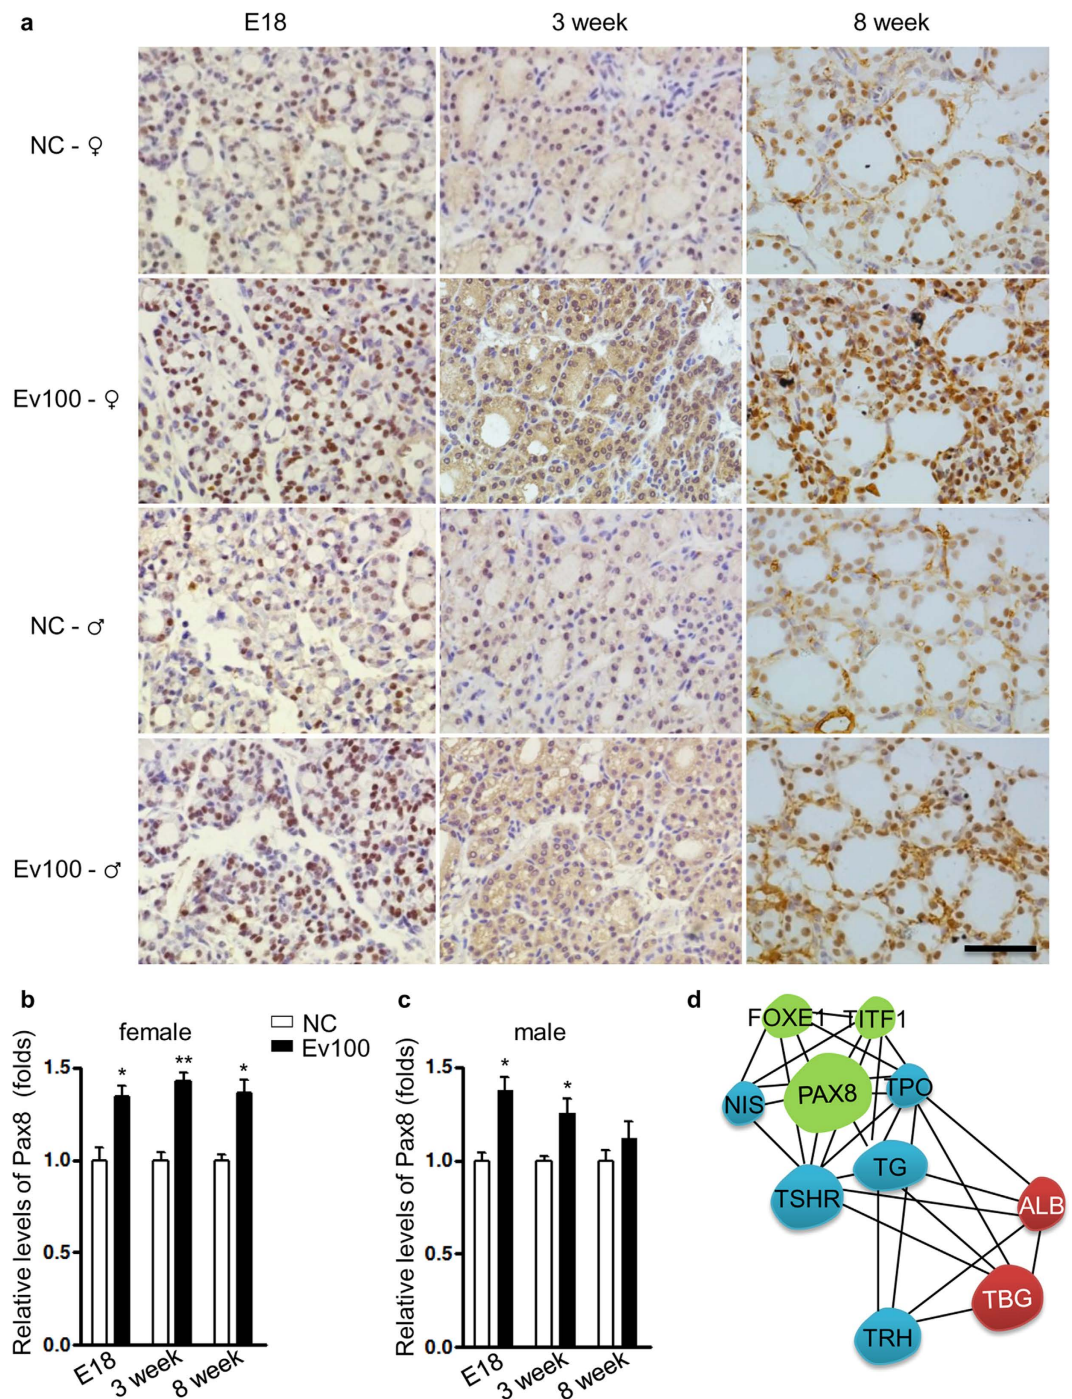 a
E18
3 week
8 week
NC - ♀
Ev100 - ♀
NC - ♂
Ev100 - ♂
b
female
NC
Ev100
Relative levels of Pax8 (folds)
1.5
1.0
0.5
0.0
*
**
*
E18
3 week
8 week
c
male
Relative levels of Pax8 (folds)
1.5
1.0
0.5
0.0
*
*
E18
3 week
8 week
d
FOXE1
TITF1
PAX8
TPO
NIS
TG
TSHR
ALB
TBG
TRH